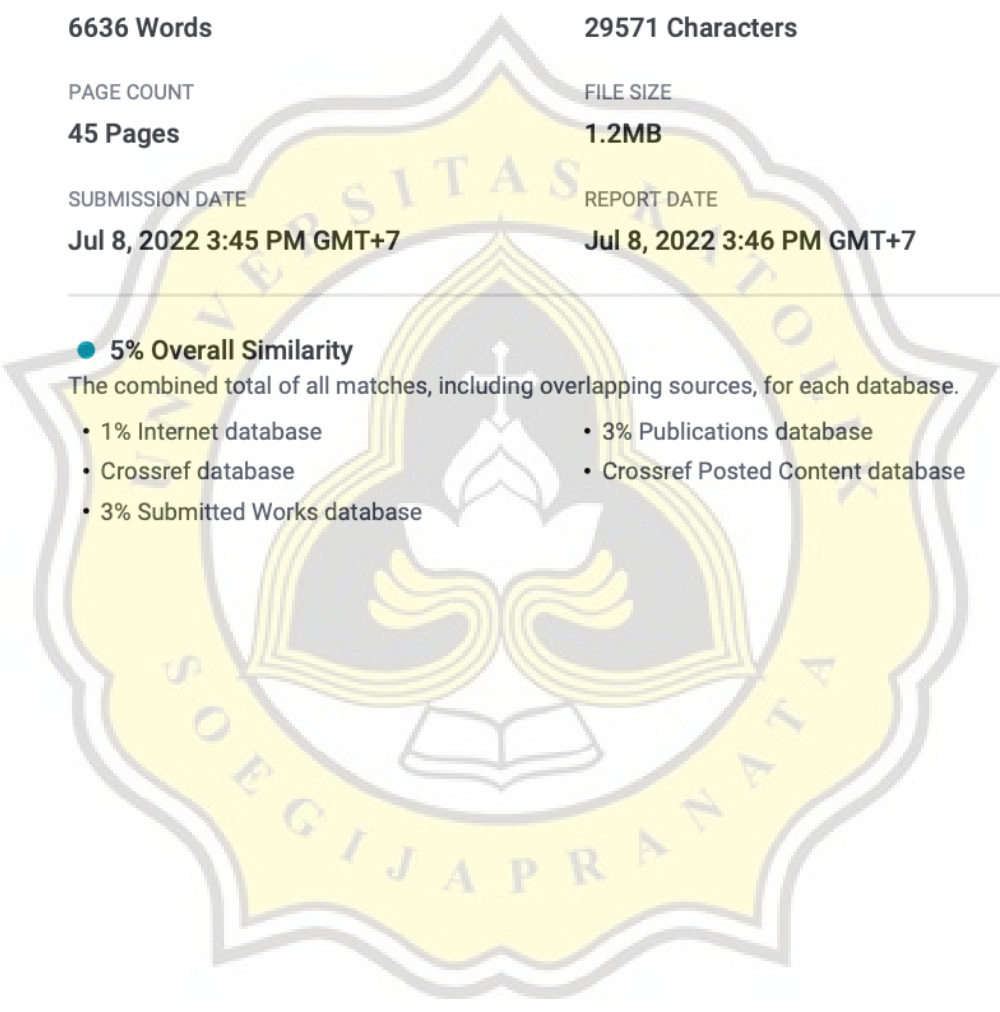 6636 Words
29571 Characters
PAGE COUNT
FILE SIZE
45 Pages
1.2MB
SUBMISSION DATE
REPORT DATE
Jul 8, 2022 3:45 PM GMT+7
Jul 8, 2022 3:46 PM GMT+7
5% Overall Similarity
The combined total of all matches, including overlapping sources, for each database.
• 1% Internet database
• 3% Publications database
• Crossref database
• Crossref Posted Content database
• 3% Submitted Works database
UNIVERSITAS KATOLIK
SOEGIJAPRANATA